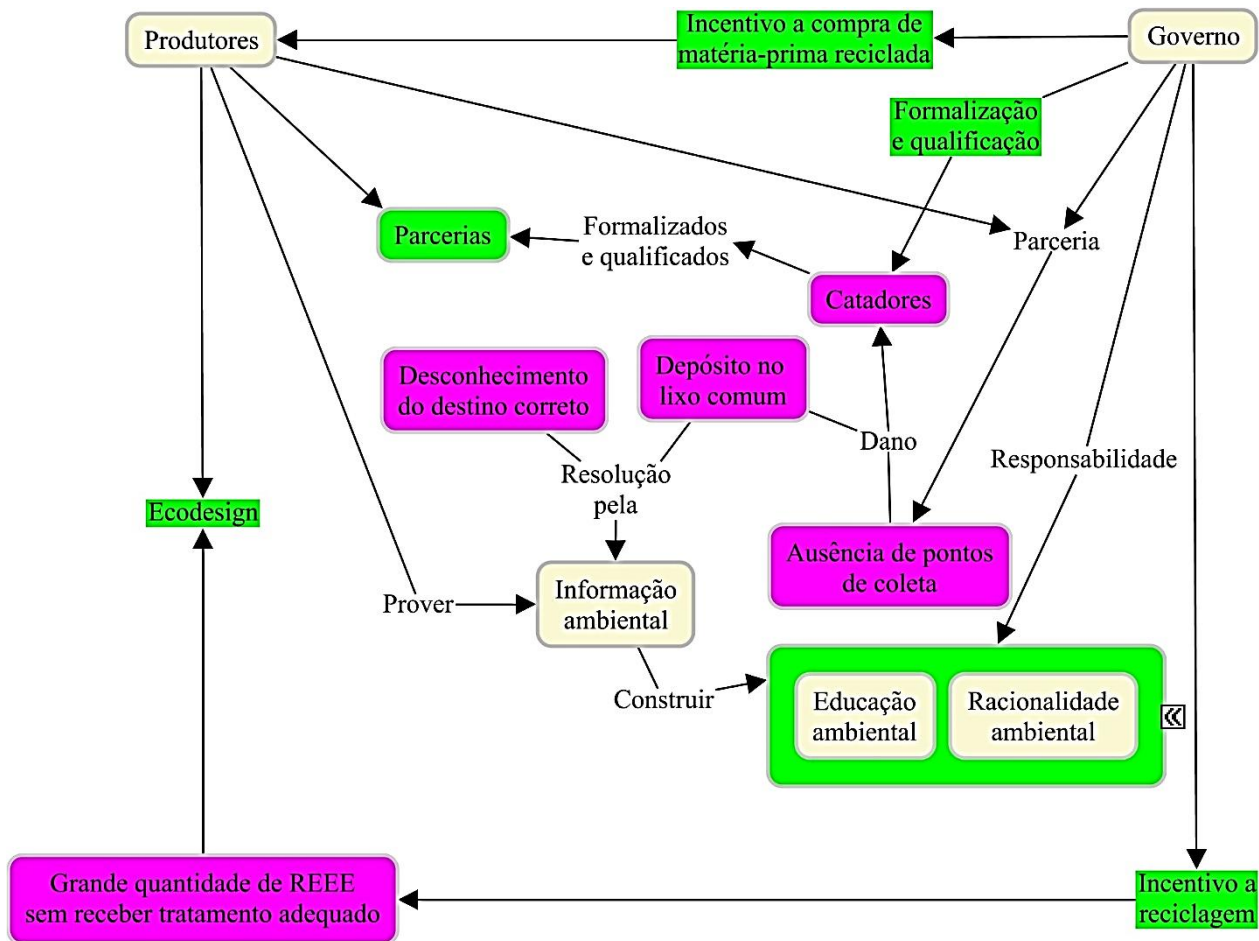 Produtores
Incentivo a compra de
matéria-prima reciclada
Governo
Formalização
e qualificação
Parcerias
Formalizados
e qualificados
Parceria
Catadores
Desconhecimento
do destino correto
Depósito no
lixo comum
Dano
Responsabilidade
Resolução
pela
Ecodesign
Ausência de pontos
de coleta
Prover
Informação
ambiental
Construir
Educação
ambiental
Racionalidade
ambiental
Grande quantidade de REEE
sem receber tratamento adequado
Incentivo a
reciclagem